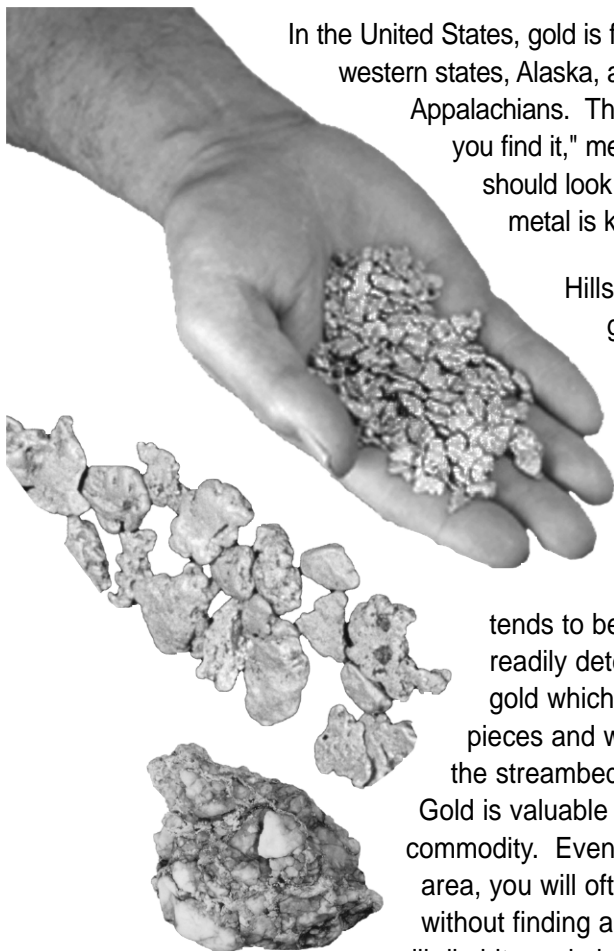 In the United States, gold is
western states, Alaska,
Appalachians. Th
you find it," me
should look
metal is k
Hills
g
tends to be
readily dete
gold which
pieces and w
the streambed
Gold is valuable
commodity. Even
area, you will oft
without finding a